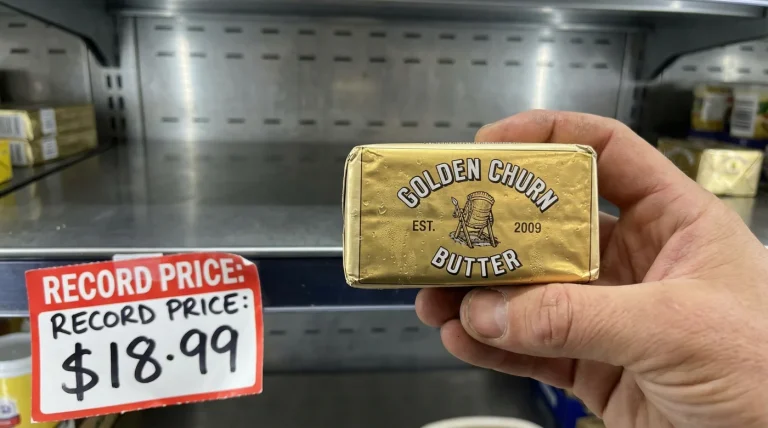 RECORD PRICE:
RECORD PRICE:
$18.99
GOLDEN CHURN
EST. 2009
BUTTER